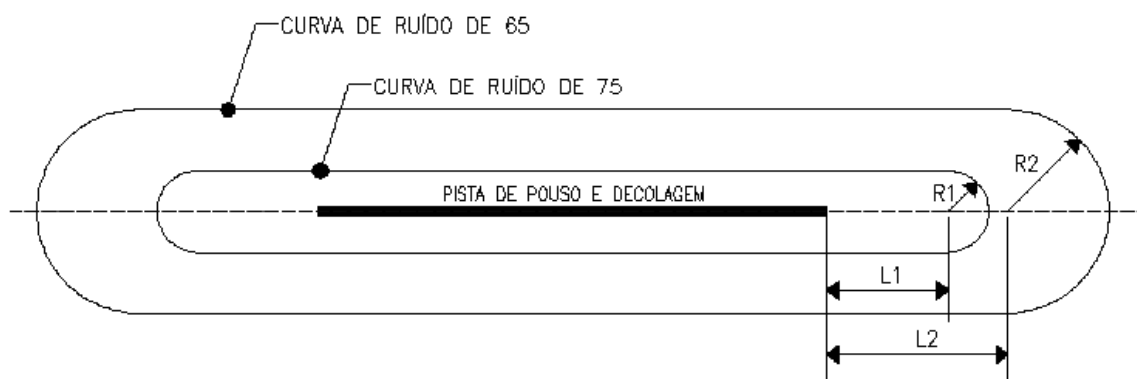 CURVA DE RUÍDO DE 65
CURVA DE RUÍDO DE 75
R2
PISTA DE POUSO E DECOLAGEM
R1
L1
L2